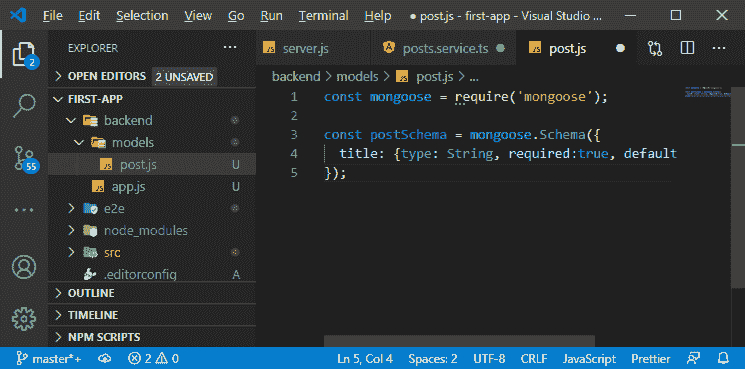 File Edit Selection View Go Run Terminal Help ● post.js - first-app - Visual Studio ...
EXPLORER ...
OPEN EDITORS 2 UNSAVED
FIRST-APP
backend
models
post.js U
app.js U
e2e
node_modules
src
.editorconfig A
OUTLINE
TIMELINE
NPM SCRIPTS
2
55
server.js posts.service.ts post.js
backend > models > post.js > ...
1 const mongoose = require('mongoose');
2
3 const postSchema = mongoose.Schema({
4 title: {type: String, required:true, default
5 });
master*+ 2 0 Ln 5, Col 4 Spaces: 2 UTF-8 CRLF JavaScript Prettier